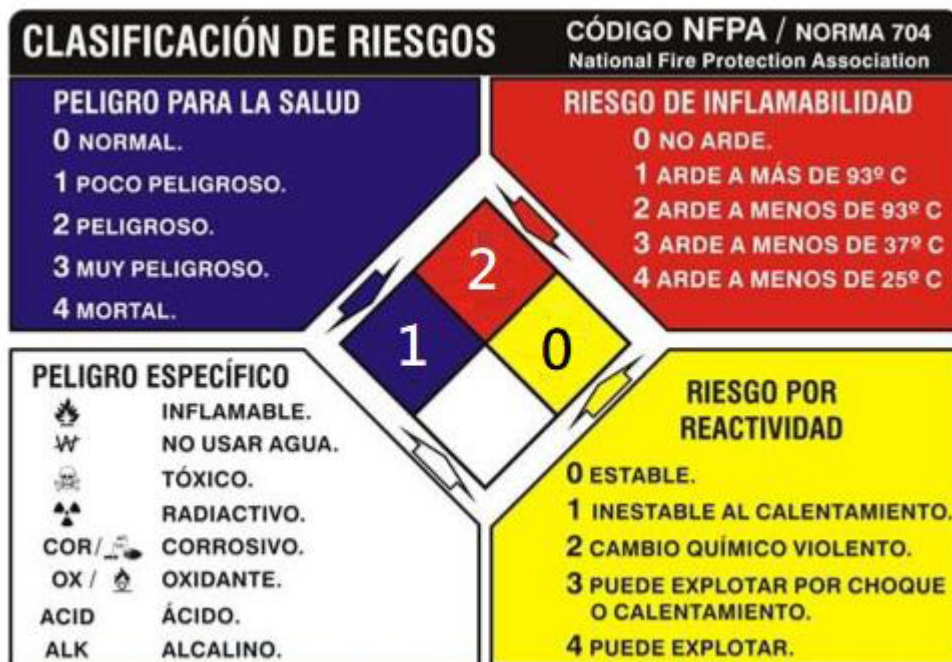 CLASIFICACIÓN DE RIESGOS
CÓDIGO NFPA / NORMA 704
National Fire Protection Association
PELIGRO PARA LA SALUD
0 NORMAL.
1 POCO PELIGROSO.
2 PELIGROSO.
3 MUY PELIGROSO.
4 MORTAL.
RIESGO DE INFLAMABILIDAD
0 NO ARDE.
1 ARDE A MÁS DE 93º C
2 ARDE A MENOS DE 93º C
3 ARDE A MENOS DE 37º C
4 ARDE A MENOS DE 25º C
2
1
0
PELIGRO ESPECÍFICO
INFLAMABLE.
W NO USAR AGUA.
TÓXICO.
RADIACTIVO.
COR/ CORROSIVO.
OX / OXIDANTE.
ACID ÁCIDO.
ALK ALCALINO.
RIESGO POR
REACTIVIDAD
0 ESTABLE.
1 INESTABLE AL CALENTAMIENTO.
2 CAMBIO QUÍMICO VIOLENTO.
3 PUEDE EXPLOTAR POR CHOQUE
O CALENTAMIENTO.
4 PUEDE EXPLOTAR.